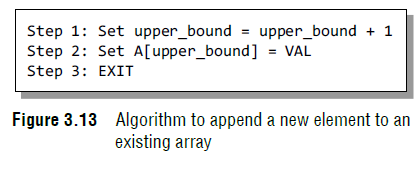 Step 1: Set upper_bound = upper_bound + 1
Step 2: Set A[upper_bound] = VAL
Step 3: EXIT
Figure 3.13 Algorithm to append a new element to an
existing array